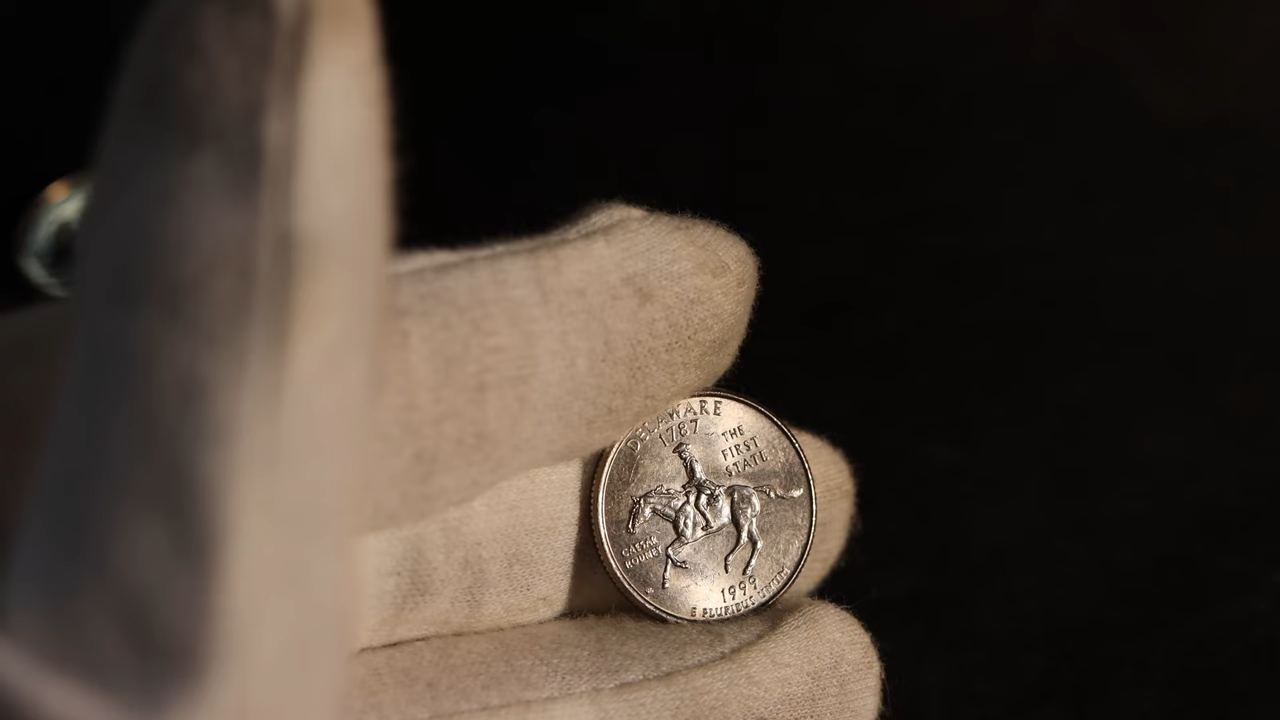 DELAWARE
1787
THE
FIRST
STATE
CAESAR
RODNEY
1999
E PLURIBUS UNUM